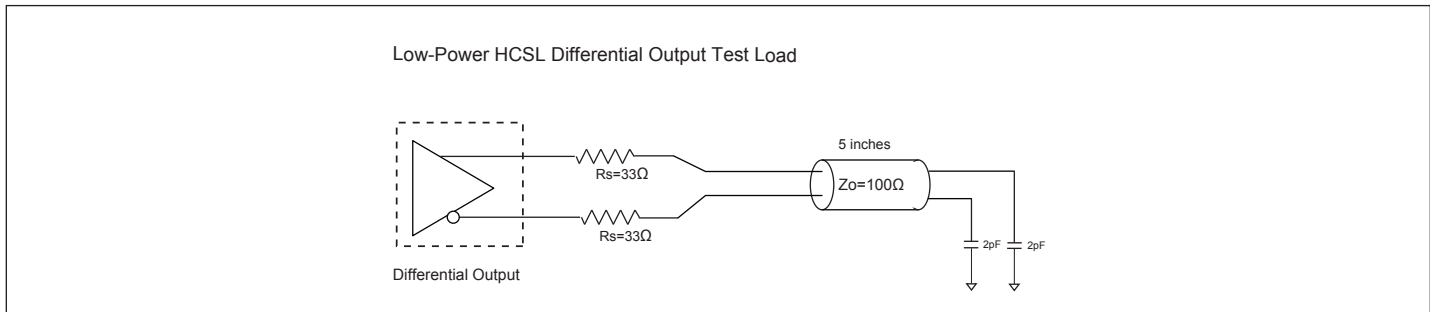 Low-Power HCSL Differential Output Test Load
5 inches
Rs=33Ω
Zo=100Ω
Rs=33Ω
2pF
2pF
Differential Output